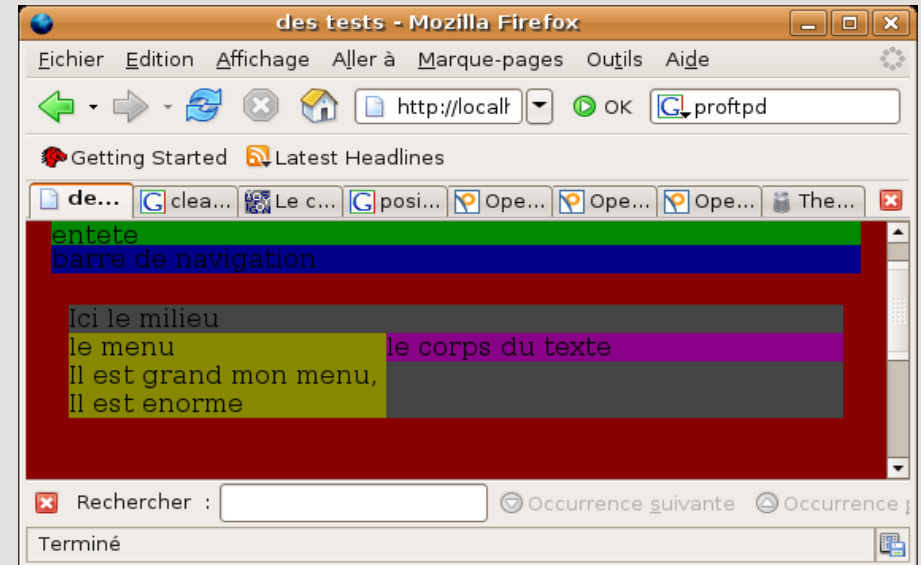 des tests - Mozilla Firefox
Fichier Edition Affichage Aller à Marque-pages Outils Aide
http://localh OK proftpd
Getting Started Latest Headlines
de... clea... Le c... posi... Ope... Ope... Ope... The...
entete
barre de navigation
Ici le milieu
le menu le corps du texte
Il est grand mon menu,
Il est enorme
Rechercher : Occurrence suivante Occurrence
Terminé